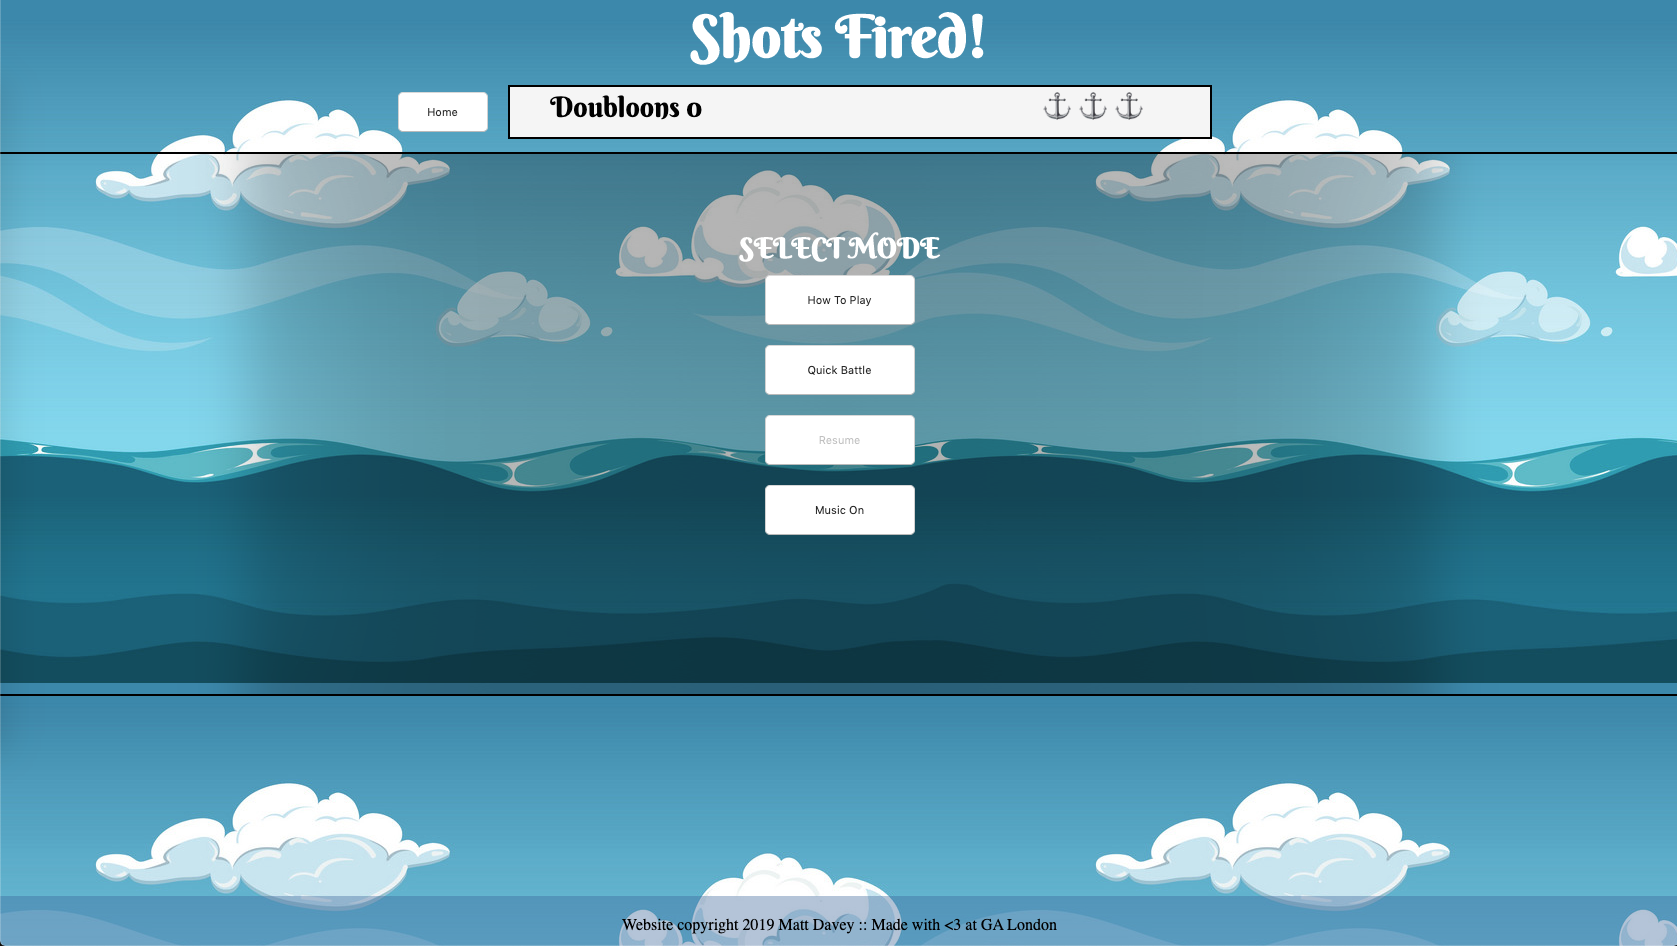 Shots Fired!
Home
Doubloons 0
SELECT MODE
How To Play
Quick Battle
Resume
Music On
Website copyright 2019 Matt Davey :: Made with <3 at GA London